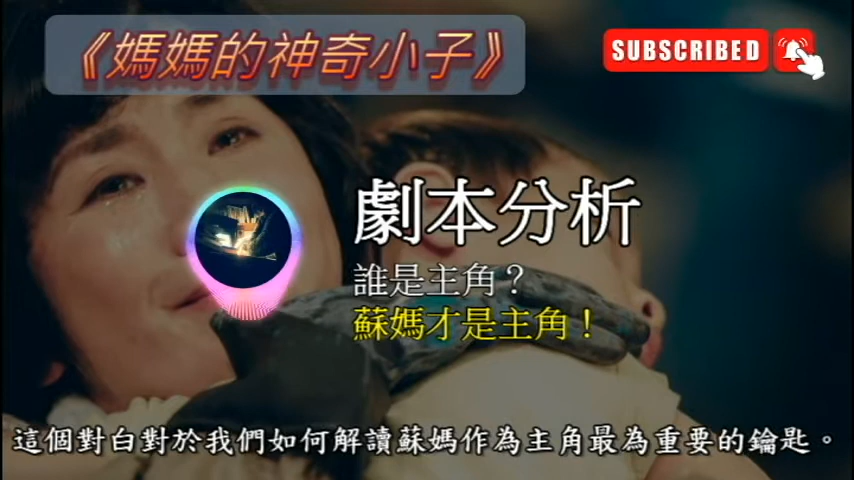 《媽媽的神奇小子》
SUBSCRIBED
劇本分析
誰是主角？
蘇媽才是主角！
這個對白對於我們如何解讀蘇媽作為主角最為重要的鑰匙。